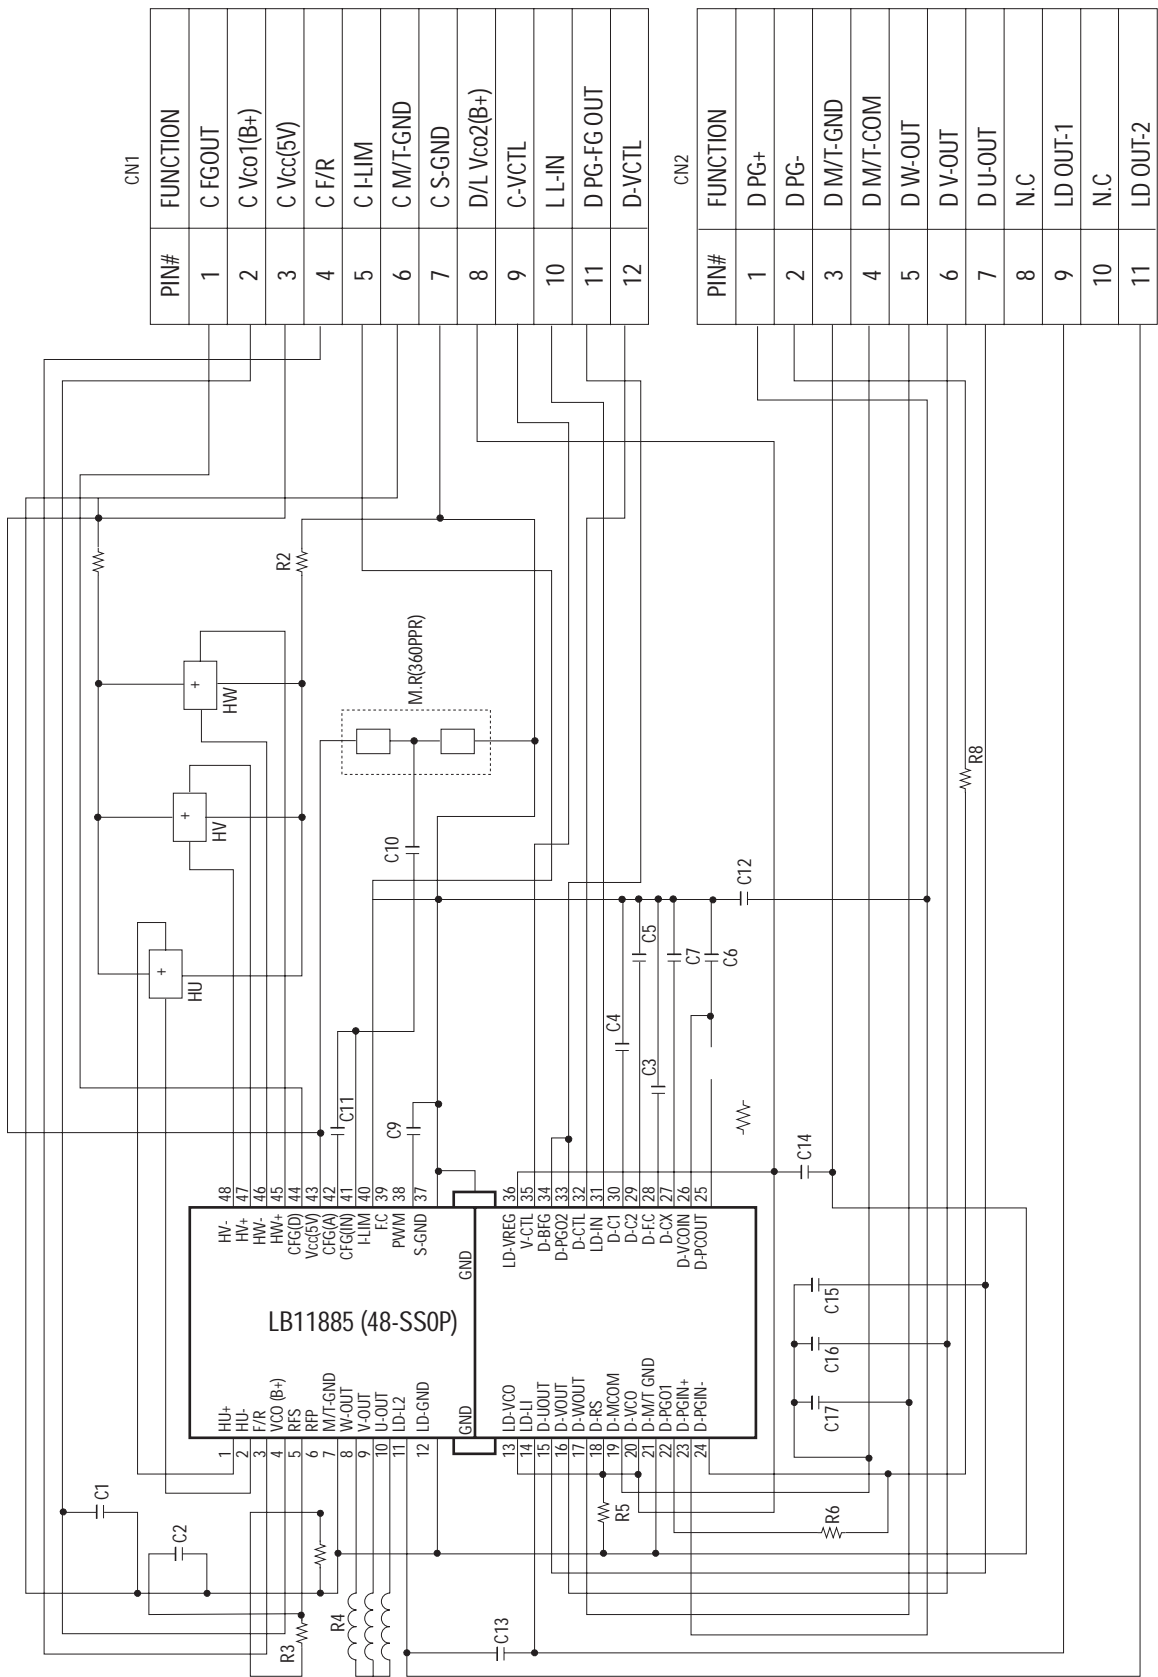 CN1
PIN# FUNCTION
1 C FGOUT
2 C Vco1(B+)
3 C Vcc(5V)
4 C F/R
5 C I-LIM
6 C M/T-GND
7 C S-GND
8 D/L Vco2(B+)
9 C-VCTL
10 L L-IN
11 D PG-FG OUT
12 D-VCTL
CN2
PIN# FUNCTION
1 D PG+
2 D PG-
3 D M/T-GND
4 D M/T-COM
5 D W-OUT
6 D V-OUT
7 D U-OUT
8 N.C
9 LD OUT-1
10 N.C
11 LD OUT-2
R2
M.R(360PPR)
+
HW
+
HV
+
HU
C10
C11
C9
C12
C5
C7
C6
C4
C3
C14
R8
48 HV-
47 HV+
46 HW-
45 HW+
44 CFG(D)
43 Vcc(5V)
42 CFG(A)
41 CFG(IN)
40 I-LIM
39 F.C
38 PWM
37 S-GND
GND
36 LD-VREG
35 V-CTL
34 D-BFG
33 D-PGO2
32 D-CTL
31 LD-IN
30 D-C1
29 D-C2
28 D-F.C
27 D-CX
26 D-VCOIN
25 D-PCOUT
LB11885 (48-SS0P)
1 HU+
2 HU-
3 F/R
4 VCO (B+)
5 RFS
6 RFP
7 M/T-GND
8 W-OUT
9 V-OUT
10 U-OUT
11 LD-L2
12 LD-GND
GND
13 LD-VCO
14 LD-LI
15 D-UOUT
16 D-VOUT
17 D-WOUT
18 D-RS
19 D-MCOM
20 D-VCO
21 D-M/T GND
22 D-PGO1
23 D-PGIN+
24 D-PGIN-
C15
C16
C17
C1
C2
R3
R4
C13
R5
R6